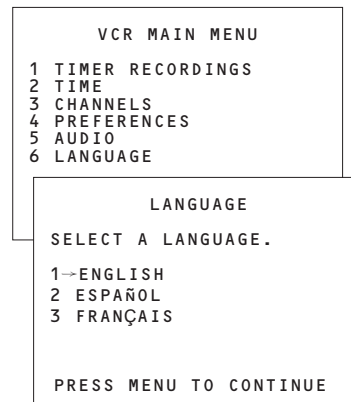 VCR MAIN MENU
1 TIMER RECORDINGS
2 TIME
3 CHANNELS
4 PREFERENCES
5 AUDIO
6 LANGUAGE
LANGUAGE
SELECT A LANGUAGE.
1→ENGLISH
2 ESPAÑOL
3 FRANÇAIS
PRESS MENU TO CONTINUE